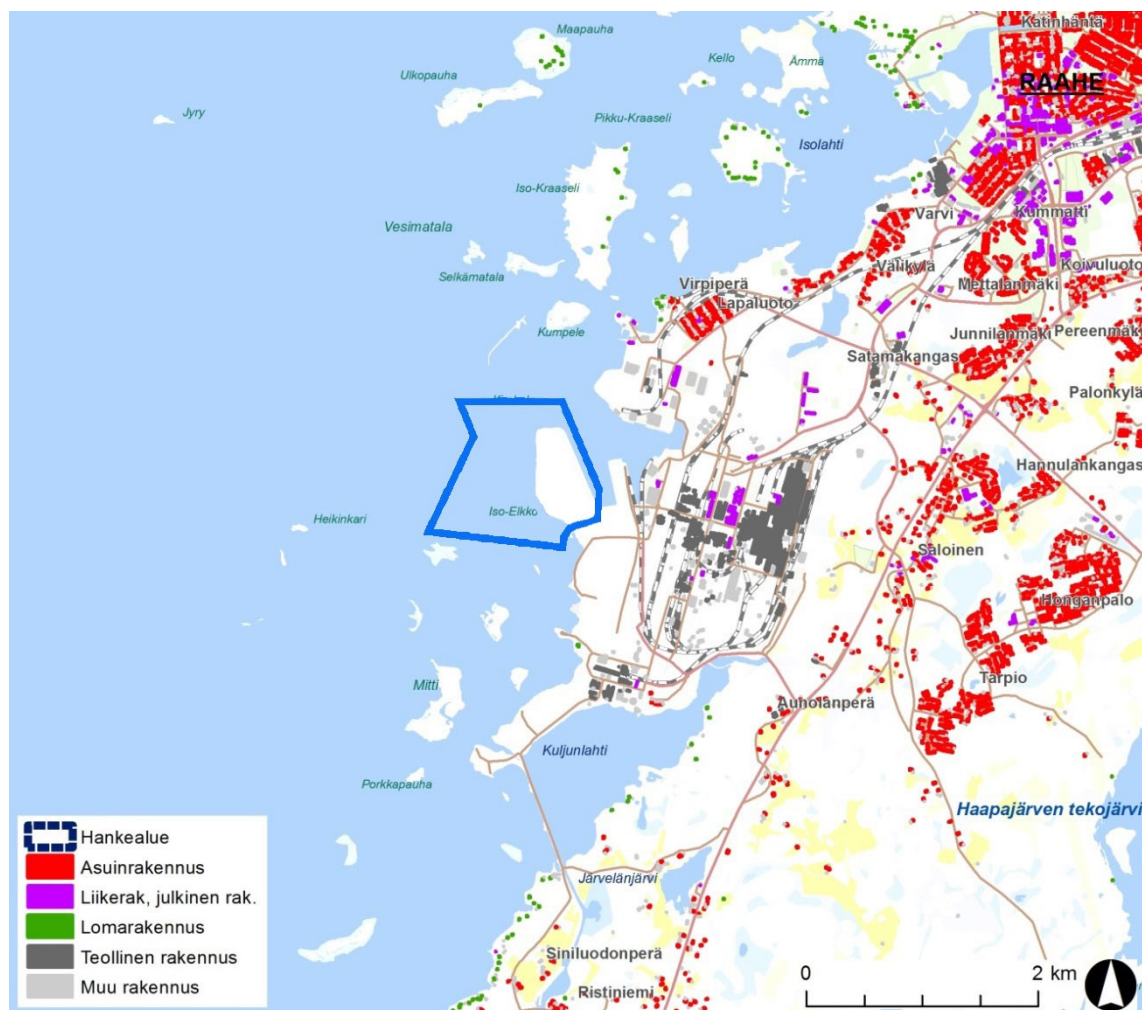 Maapauha
Katinhäntä
Ulkopauha
Kello
Ämmä
RAAHE
Jyry
Pikku-Kraaseli
Isolahti
Iso-Kraaseli
Varvi
Kummatti
Vesimatala
Välikylä
Koivuluoto
Selkämatala
Virpiperä
Mettalanmäki
Lapaluoto
Kumpele
Junnilanmäki
Pereenmäk
Satamakangas
Palonkylä
Hannulankangas
Heikinkari
Iso-Elkko
Saloinen
Honganpalo
Tarpio
Mitti
Auholanperä
Kuljunlahti
Porkkapauha
Haapajärven tekojärvi
Järvelänjärvi
Siniluodonperä
Ristiniemi
Hankealue
Asuinrakennus
Liikerak, julkinen rak.
Lomarakennus
Teollinen rakennus
Muu rakennus
0 2 km